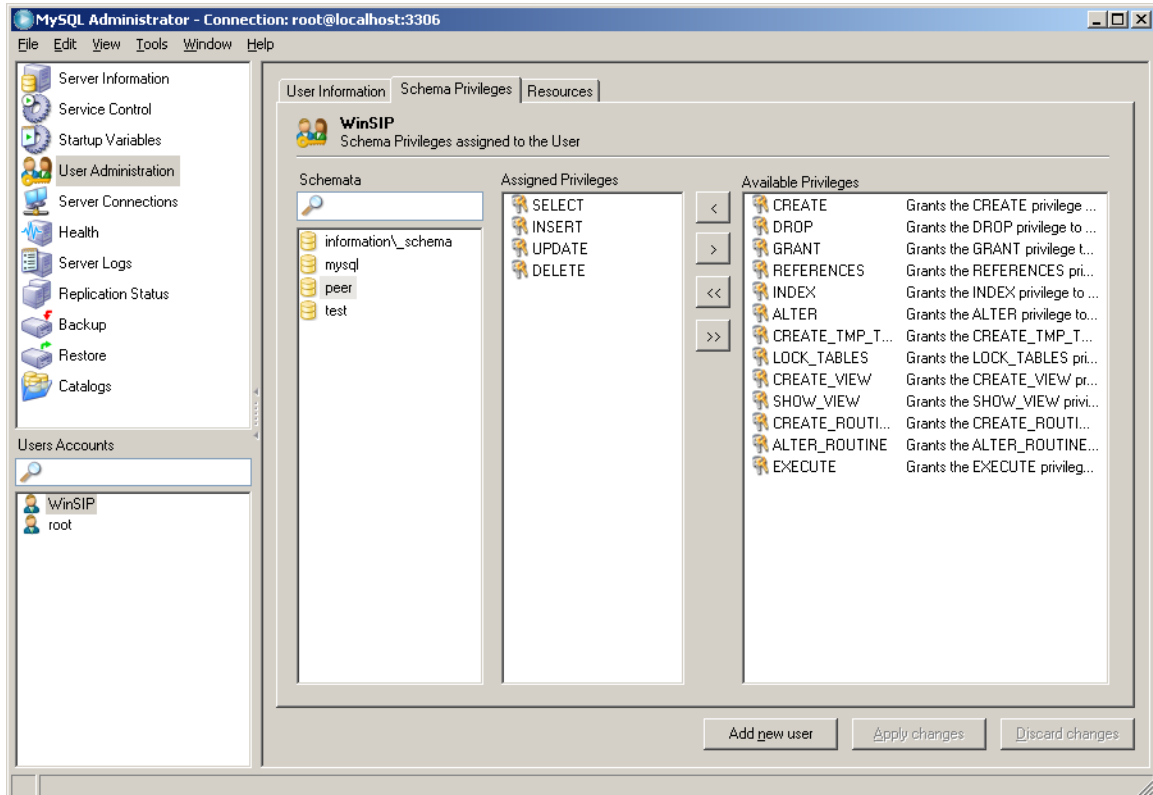 MySQL Administrator - Connection: root@localhost:3306
File Edit View Tools Window Help
Server Information
Service Control
Startup Variables
User Administration
Server Connections
Health
Server Logs
Replication Status
Backup
Restore
Catalogs
Users Accounts
WinSIP
root
User Information Schema Privileges Resources
WinSIP
Schema Privileges assigned to the User
Schemata
information\_schema
mysql
peer
test
Assigned Privileges
SELECT
INSERT
UPDATE
DELETE
<
>
<<
>>
Available Privileges
CREATE Grants the CREATE privilege ...
DROP Grants the DROP privilege to ...
GRANT Grants the GRANT privilege t...
REFERENCES Grants the REFERENCES pri...
INDEX Grants the INDEX privilege to ...
ALTER Grants the ALTER privilege to...
CREATE_TMP_T... Grants the CREATE_TMP_T...
LOCK_TABLES Grants the LOCK_TABLES pri...
CREATE_VIEW Grants the CREATE_VIEW pr...
SHOW_VIEW Grants the SHOW_VIEW privi...
CREATE_ROUTI... Grants the CREATE_ROUTI...
ALTER_ROUTINE Grants the ALTER_ROUTINE...
EXECUTE Grants the EXECUTE privileg...
Add new user Apply changes Discard changes